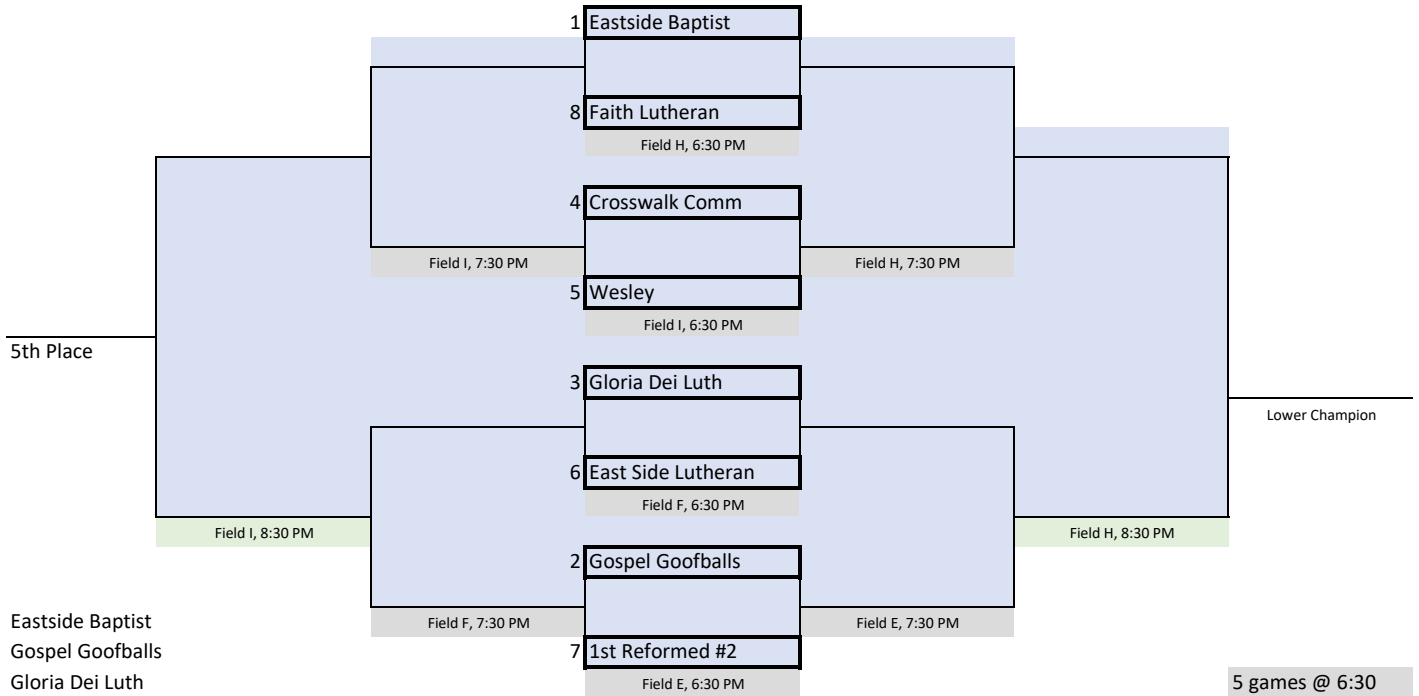 1 Eastside Baptist
8 Faith Lutheran
Field H, 6:30 PM
4 Crosswalk Comm
Field I, 7:30 PM
Field H, 7:30 PM
5 Wesley
Field I, 6:30 PM
5th Place
3 Gloria Dei Luth
Lower Champion
6 East Side Lutheran
Field F, 6:30 PM
Field I, 8:30 PM
Field H, 8:30 PM
2 Gospel Goofballs
Field F, 7:30 PM
Field E, 7:30 PM
7 1st Reformed #2
Field E, 6:30 PM
Eastside Baptist
Gospel Goofballs
Gloria Dei Luth
5 games @ 6:30